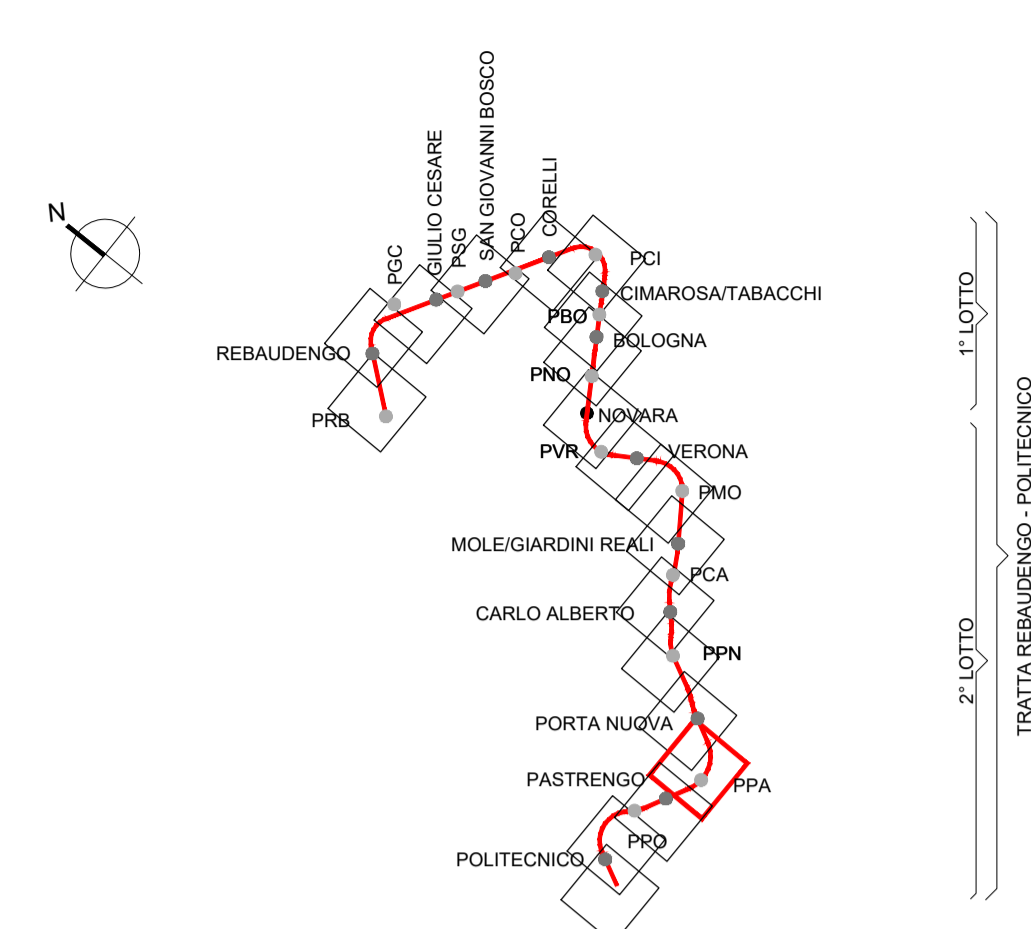 N
PGC
GIULIO CESARE
PSG
SAN GIOVANNI BOSCO
PCO
CORELLI
PCI
CIMAROSA/TABACCHI
PBO
BOLOGNA
REBAUDENGO
PNO
PRB
NOVARA
PVR
VERONA
PMO
MOLE/GIARDINI REALI
PCA
CARLO ALBERTO
PPN
PORTA NUOVA
PASTRENGO
PPA
PPO
POLITECNICO
1° LOTTO
2° LOTTO
TRATTA REBAUDENGO - POLITECNICO